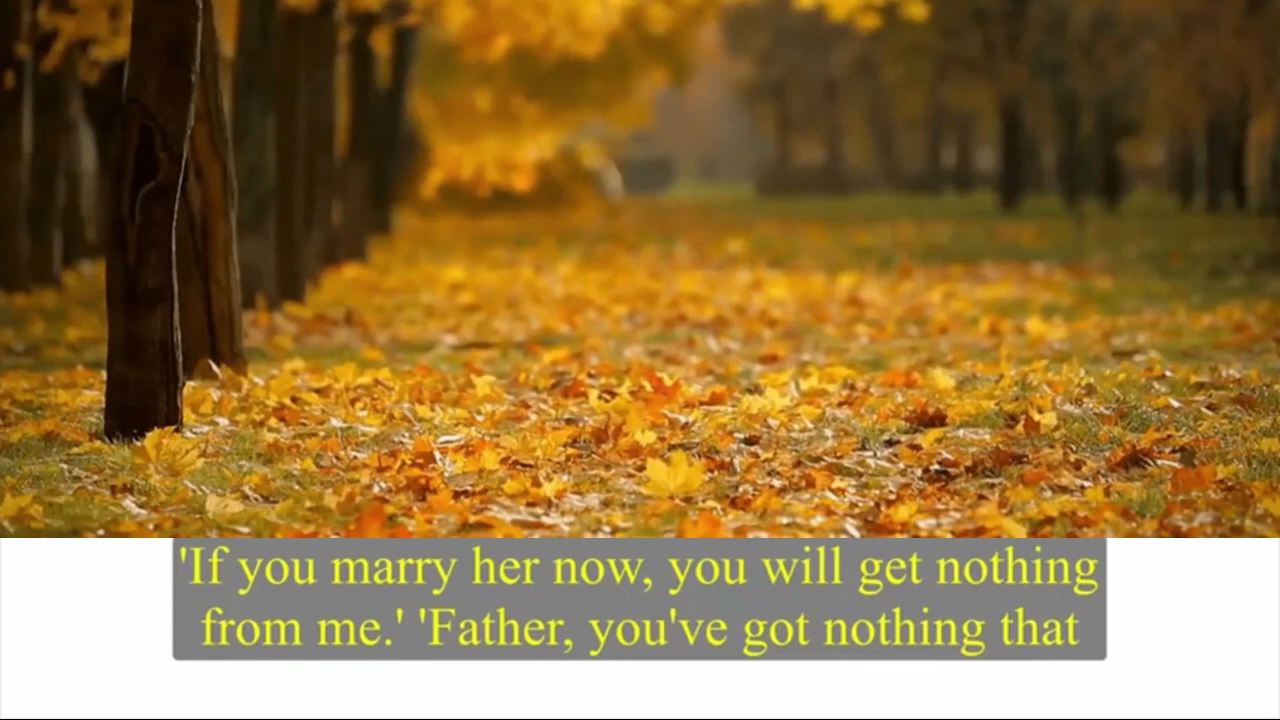 'If you marry her now, you will get nothing
from me.' 'Father, you've got nothing that